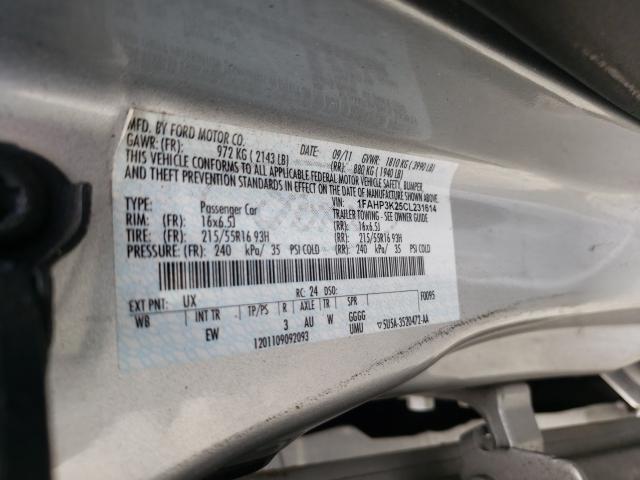 MFD. BY FORD MOTOR CO.
DATE: 09/11 GVWR: 1810 KG ( 3990 LB)
GAWR: (FR): 972 KG ( 2143 LB) (RR): 880 KG ( 1940 LB)
THIS VEHICLE CONFORMS TO ALL APPLICABLE FEDERAL MOTOR VEHICLE SAFETY, BUMPER,
AND THEFT PREVENTION STANDARDS IN EFFECT ON THE DATE OF MANUFACTURE SHOWN ABOVE.
VIN: 1FAHP3K25CL231614
TYPE: Passenger Car TRAILER TOWING - SEE OWNER GUIDE
RIM: (FR): 16x6.5J (RR): 16x6.5J
TIRE: (FR): 215/55R16 93H (RR): 215/55R16 93H
PRESSURE: (FR): 240 kPa/ 35 PSI COLD (RR): 240 kPa/ 35 PSI COLD
EXT PNT: UX RC: 24 DSO: F0095
WB INT TR TP/PS R AXLE TR SPR
EW 3 AU W GGGG
UMU ▽5U5A-3520472-AA
1201109092093